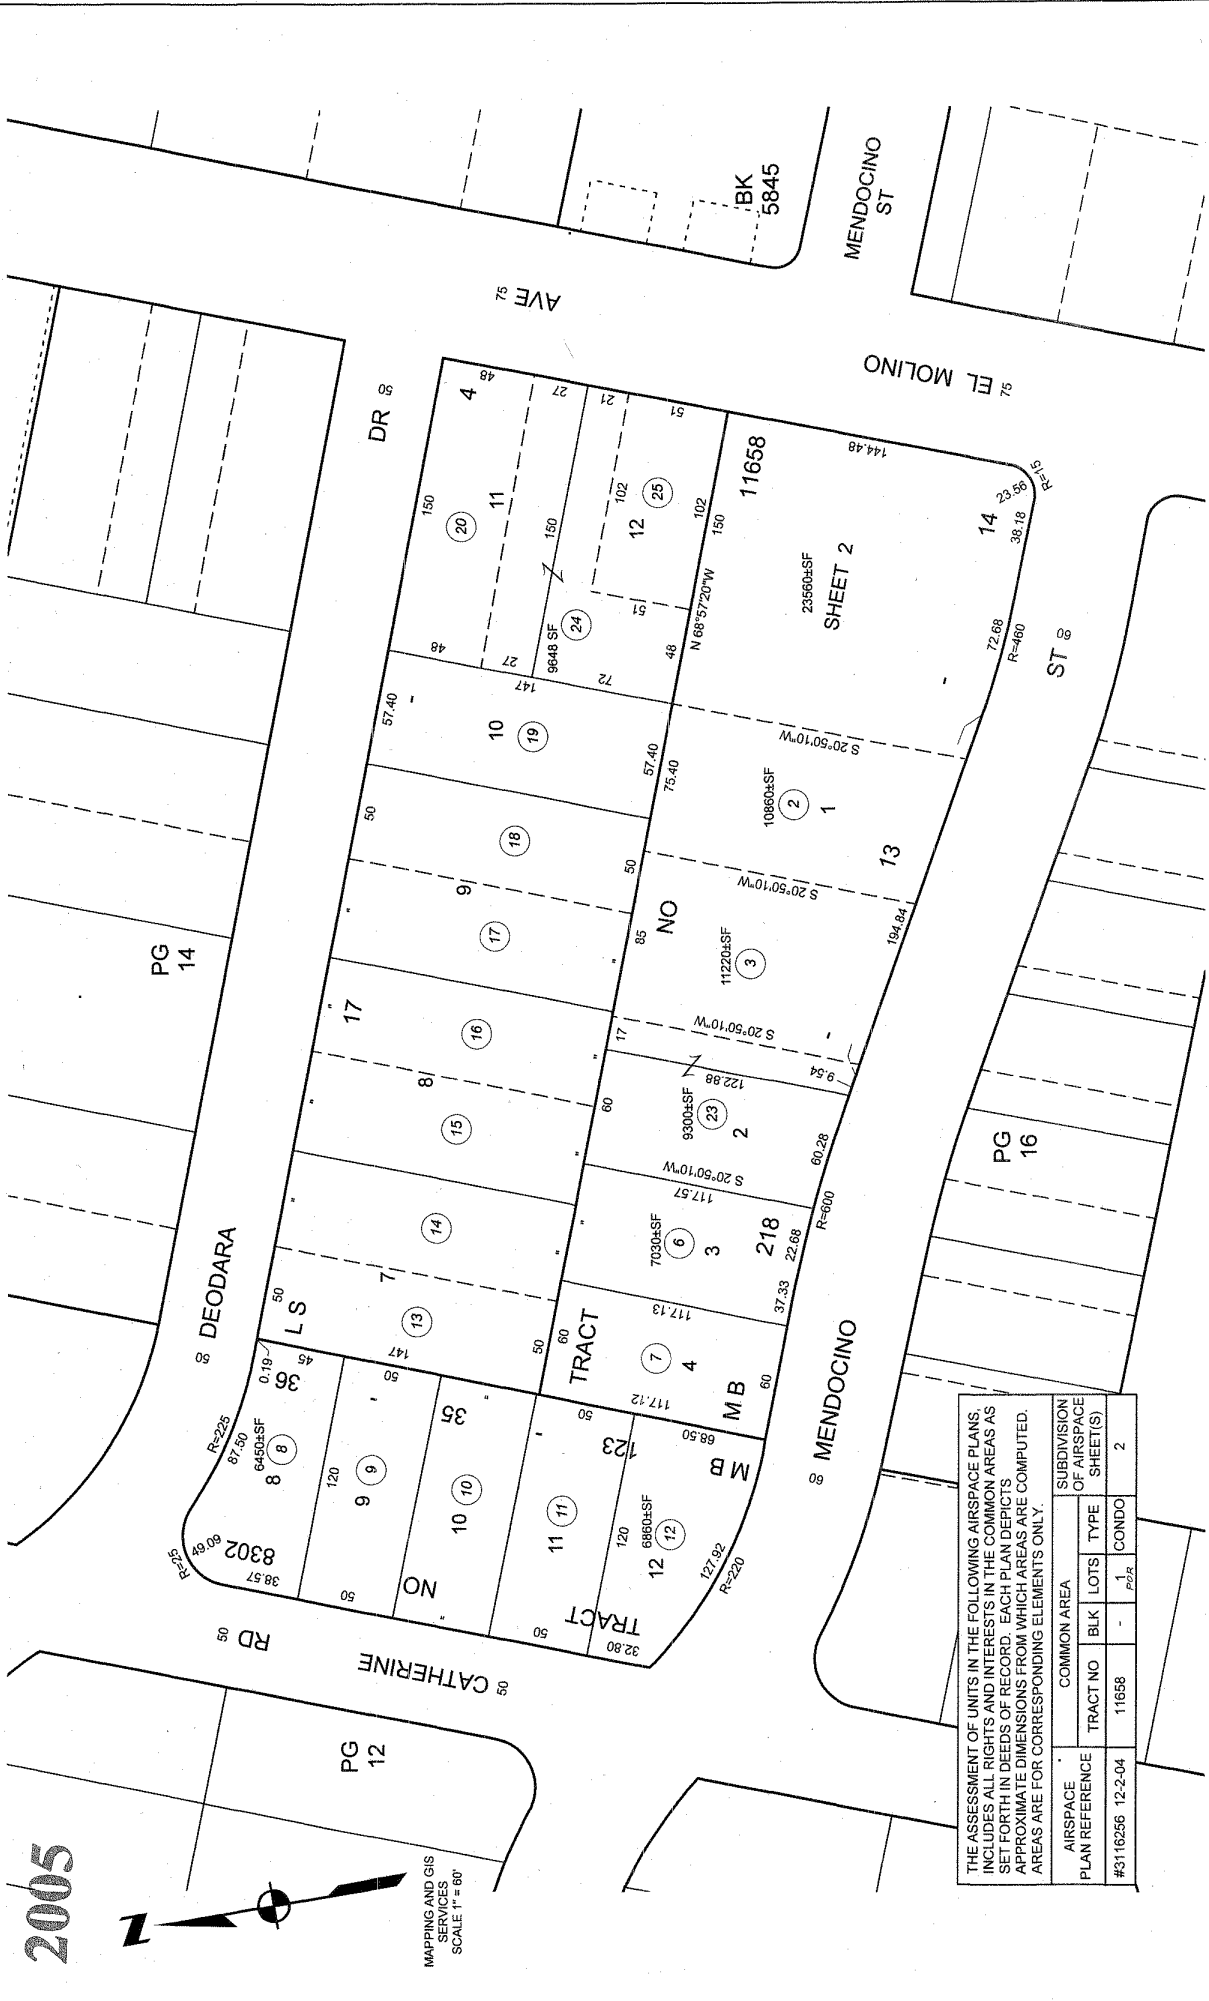 2005
MAPPING AND GIS
SERVICES
SCALE 1" = 60'
PG
12
PG
14
PG
16
BK
5845
DEODARA
50
DR 50
AVE 75
EL MOLINO 75
MENDOCINO
ST
CATHERINE 50
RD 50
60 MENDOCINO
ST 60
TRACT
NO
8302
M B
123
35
36
R=25
49.09
38.57
R=225
87.50
6450±SF
8
8
0.19
45
120
9
9
50
50
10
10
11
11
50
50
120
6860±SF
12
12
32.80
127.92
R=220
68.50
L S
17
4
50
147
7
13
14
50
8
15
16
9
17
18
50
50
57.40
10
19
57.40
147
48
27
150
20
11
48
27
21
51
150
9648 SF
24
72
48
51
102
12
25
102
150
N 68°57'20"W
TRACT
NO
11658
M B
218
13
14
60
117.12
7
4
60
117.13
37.33
7030±SF
6
3
22.68
117.57
S 20°50'10"W
R=600
60
9300±SF
23
2
60.28
122.88
9.54
17
S 20°50'10"W
85
11220±SF
3
194.84
S 20°50'10"W
75.40
10860±SF
2
1
S 20°50'10"W
23560±SF
SHEET 2
144.48
23.56
R=15
38.18
72.68
R=460
THE ASSESSMENT OF UNITS IN THE FOLLOWING AIRSPACE PLANS,
INCLUDES ALL RIGHTS AND INTERESTS IN THE COMMON AREAS AS
SET FORTH IN DEEDS OF RECORD. EACH PLAN DEPICTS
APPROXIMATE DIMENSIONS FROM WHICH AREAS ARE COMPUTED.
AREAS ARE FOR CORRESPONDING ELEMENTS ONLY.
AIRSPACE
PLAN REFERENCE
COMMON AREA
TRACT NO BLK LOTS TYPE
SUBDIVISION
OF AIRSPACE
SHEET(S)
#3116256 12-2-04 11658 - 1 CONDO 2
POR